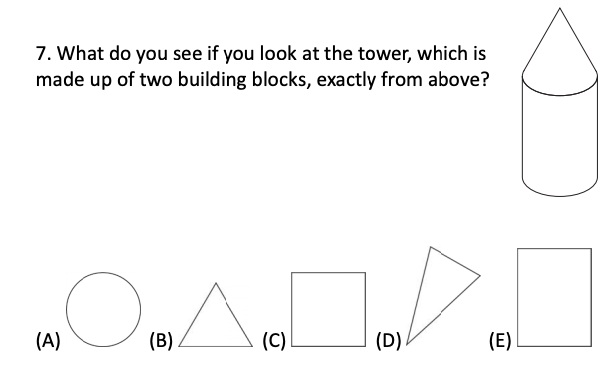 7. What do you see if you look at the tower, which is
made up of two building blocks, exactly from above?
(A) (B) (C) (D) (E)